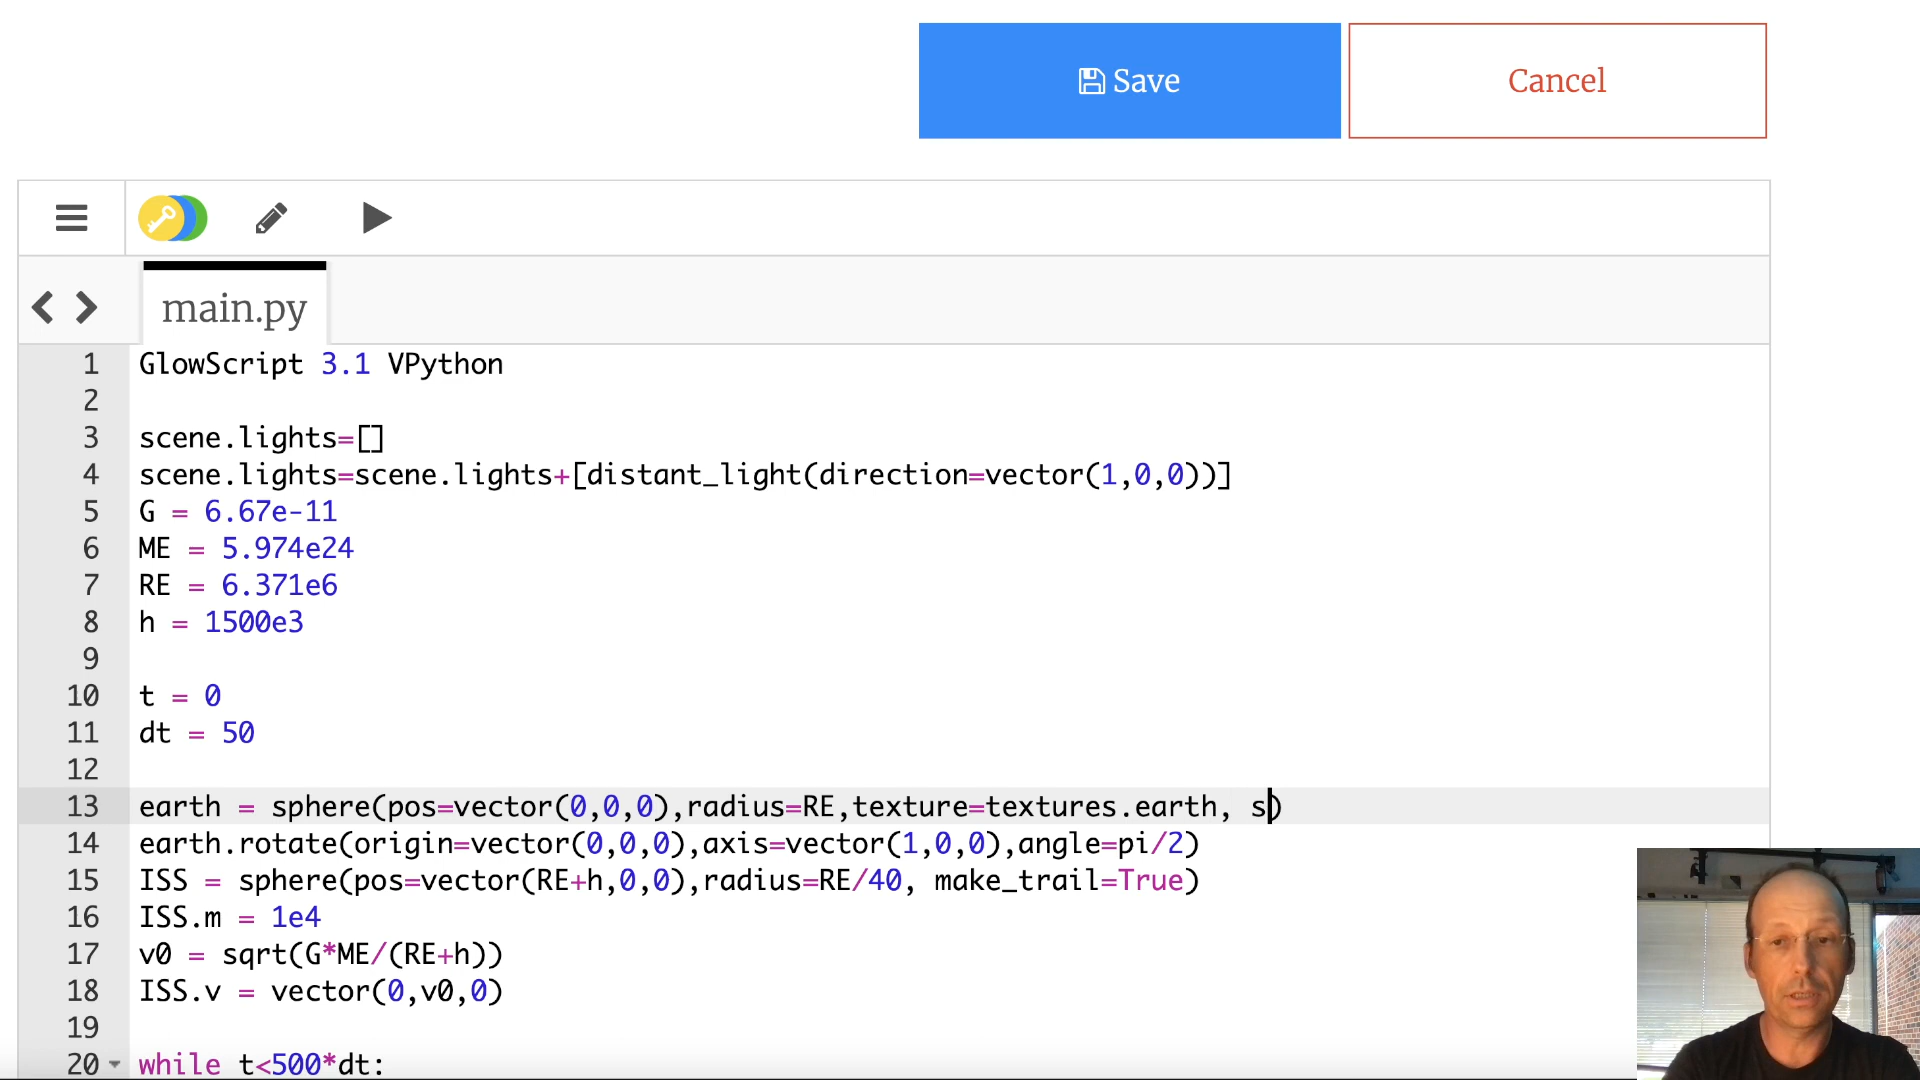 Save
Cancel
main.py
1 GlowScript 3.1 VPython
2
3 scene.lights=[]
4 scene.lights=scene.lights+[distant_light(direction=vector(1,0,0))]
5 G = 6.67e-11
6 ME = 5.974e24
7 RE = 6.371e6
8 h = 1500e3
9
10 t = 0
11 dt = 50
12
13 earth = sphere(pos=vector(0,0,0),radius=RE,texture=textures.earth, s)
14 earth.rotate(origin=vector(0,0,0),axis=vector(1,0,0),angle=pi/2)
15 ISS = sphere(pos=vector(RE+h,0,0),radius=RE/40, make_trail=True)
16 ISS.m = 1e4
17 v0 = sqrt(G*ME/(RE+h))
18 ISS.v = vector(0,v0,0)
19
20 while t<500*dt: